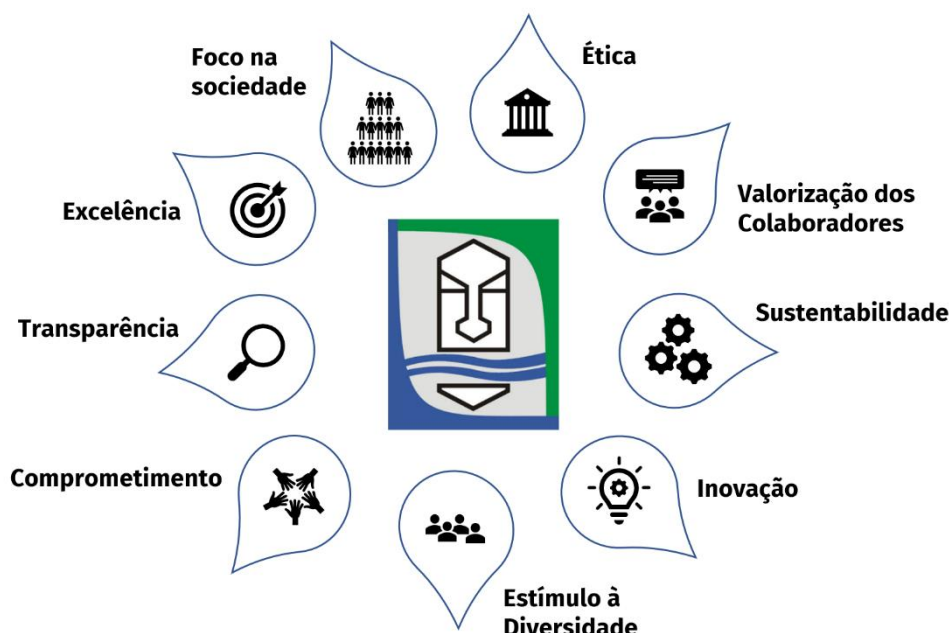 Foco na
sociedade
Ética
Excelência
Valorização dos
Colaboradores
Transparência
Sustentabilidade
Comprometimento
Inovação
Estímulo à
Diversidade